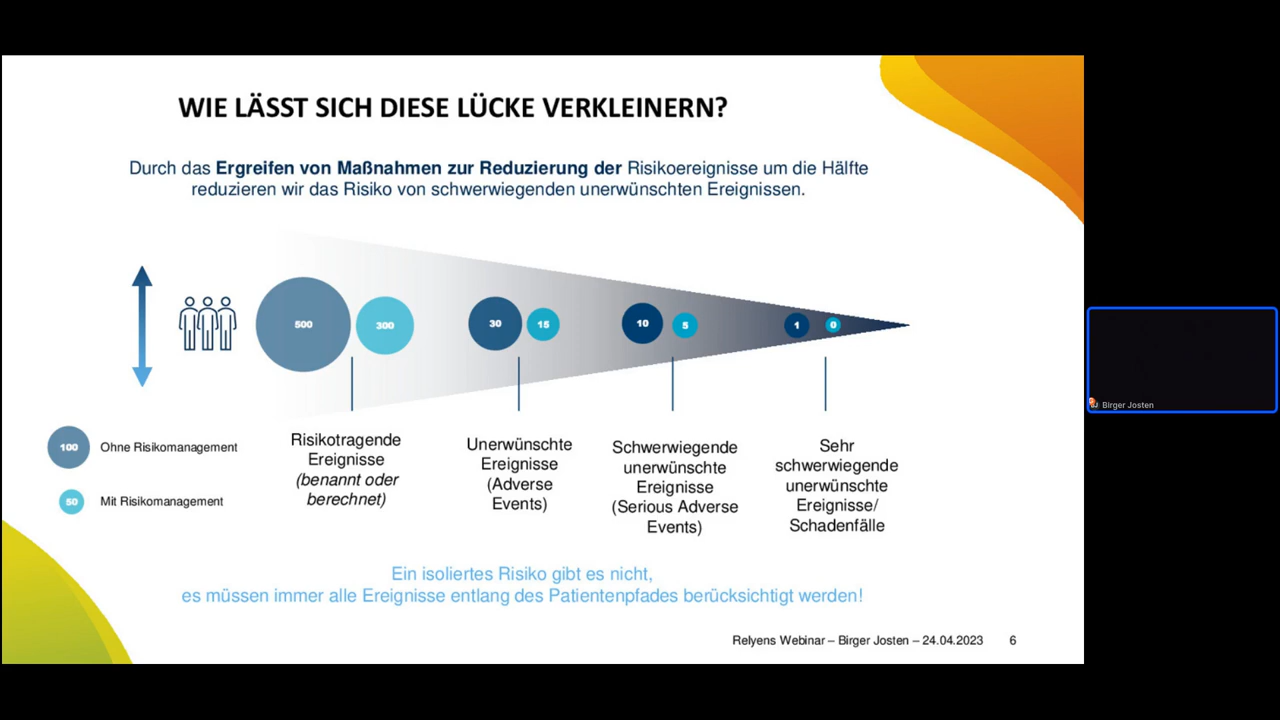 WIE LÄSST SICH DIESE LÜCKE VERKLEINERN?
Durch das Ergreifen von Maßnahmen zur Reduzierung der Risikoereignisse um die Hälfte
reduzieren wir das Risiko von schwerwiegenden unerwünschten Ereignissen.
500
300
30
15
10
5
1
0
100
Ohne Risikomanagement
50
Mit Risikomanagement
Risikotragende
Ereignisse
(benannt oder
berechnet)
Unerwünschte
Ereignisse
(Adverse
Events)
Schwerwiegende
unerwünschte
Ereignisse
(Serious Adverse
Events)
Sehr
schwerwiegende
unerwünschte
Ereignisse/
Schadenfälle
Ein isoliertes Risiko gibt es nicht,
es müssen immer alle Ereignisse entlang des Patientenpfades berücksichtigt werden!
Relyens Webinar – Birger Josten – 24.04.2023 6
Birger Josten